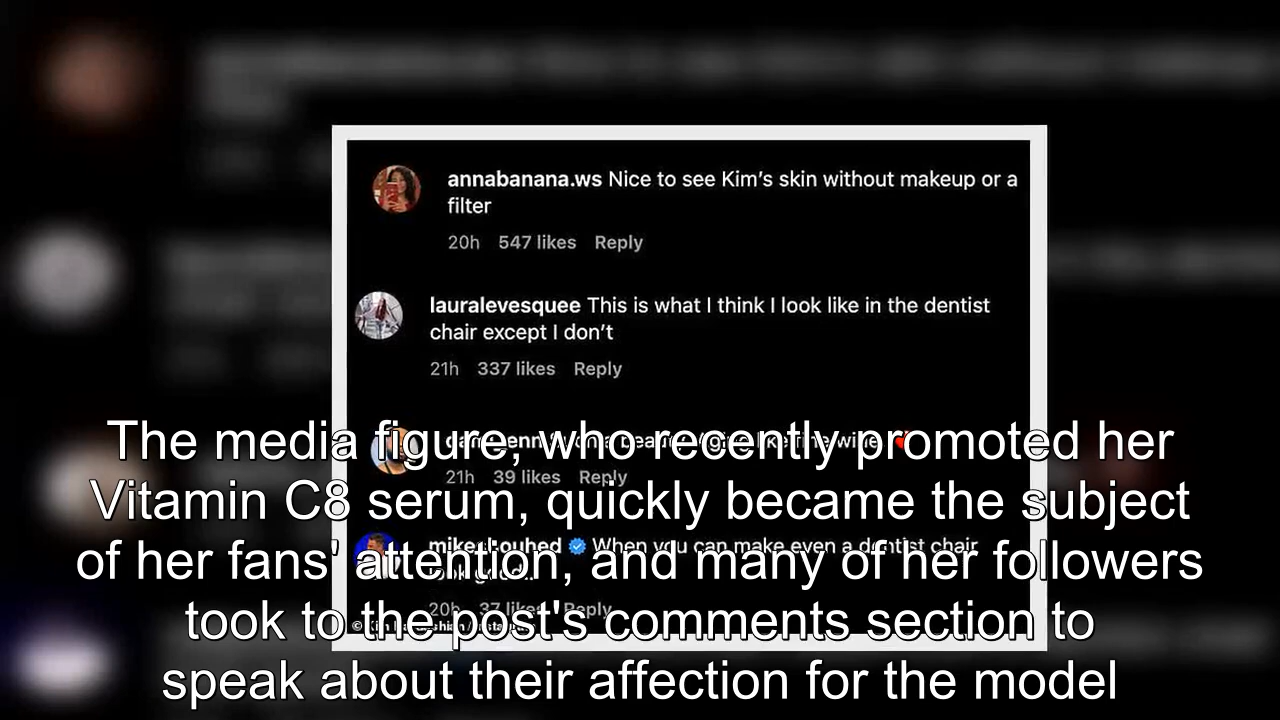 annabanana.ws Nice to see Kim's skin without makeup or a
filter
20h 547 likes Reply
lauralevesquee This is what I think I look like in the dentist
chair except I don't
21h 337 likes Reply
21h 39 likes Reply
When you can make even a dentist chair
20h 37 likes Reply
The media figure, who recently promoted her
Vitamin C8 serum, quickly became the subject
of her fans' attention, and many of her followers
took to the post's comments section to
speak about their affection for the model